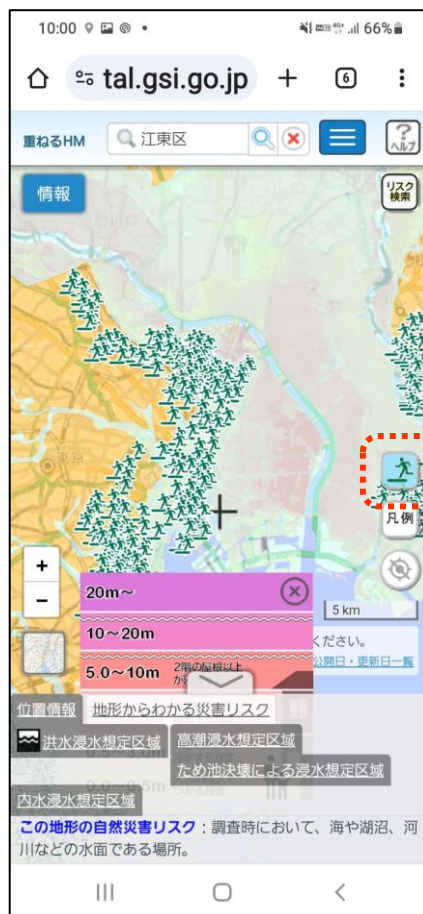 10:00
66%
tal.gsi.go.jp
6
重ねるHM
江東区
ヘルプ
情報
リスク検索
東京
凡例
+
−
20m～
10～20m
5.0～10m
2階の屋根以上が
5 km
ください。
公開日・更新日一覧
位置情報
地形からわかる災害リスク
洪水浸水想定区域
高潮浸水想定区域
ため池決壊による浸水想定区域
内水浸水想定区域
この地形の自然災害リスク：調査時において、海や湖沼、河
川などの水面である場所。